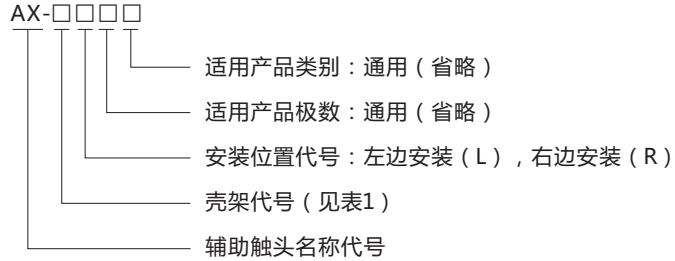 AX-□□□□
适用产品类别：通用（省略）
适用产品极数：通用（省略）
安装位置代号：左边安装（L），右边安装（R）
壳架代号（见表1）
辅助触头名称代号